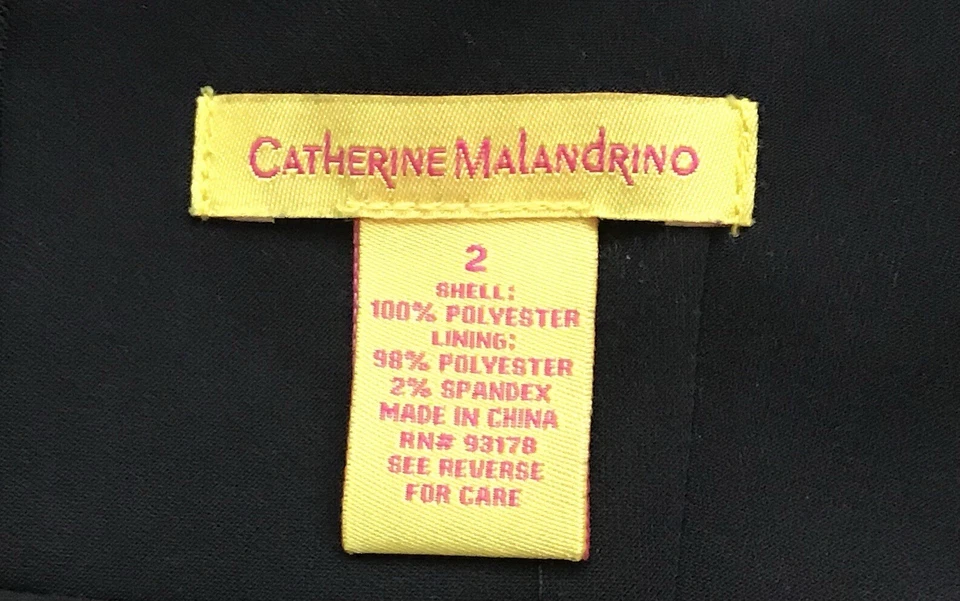 Catherine Malandrino
2
SHELL:
100% POLYESTER
LINING:
98% POLYESTER
2% SPANDEX
MADE IN CHINA
RN# 93178
SEE REVERSE
FOR CARE